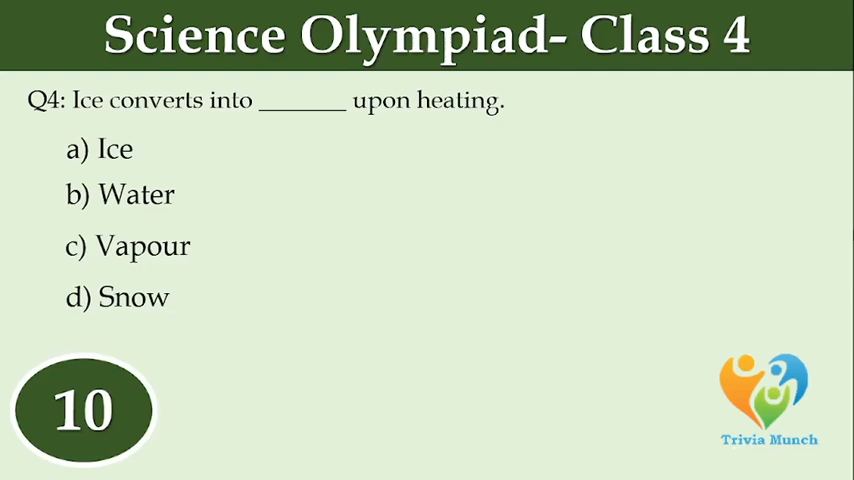 Science Olympiad- Class 4
Q4: Ice converts into _______ upon heating.
a) Ice
b) Water
c) Vapour
d) Snow
10
Trivia Munch